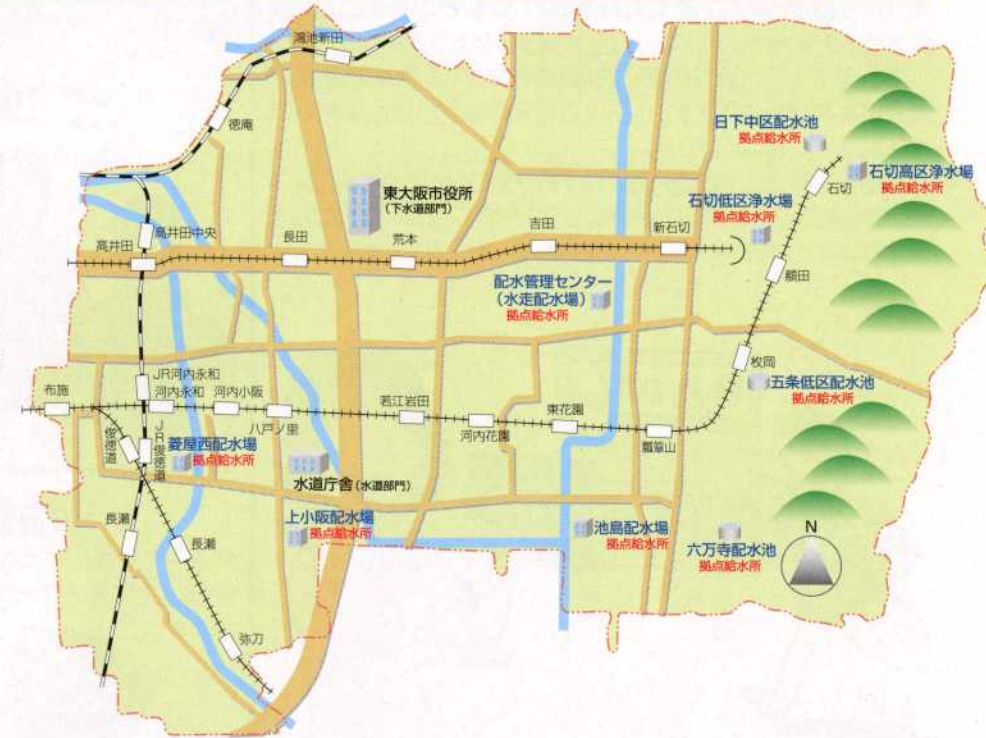 鴻池新田
徳庵
日下中区配水池
拠点給水所
石切高区浄水場
拠点給水所
石切
東大阪市役所
(下水道部門)
石切低区浄水場
拠点給水所
高井田
高井田中央
長田
荒本
吉田
新石切
額田
配水管理センター
(水走配水場)
拠点給水所
枚岡
五条低区配水池
拠点給水所
布施
JR河内永和
河内永和
河内小阪
八戸ノ里
若江岩田
河内花園
東花園
瓢箪山
俊徳道
JR俊徳道
菱屋西配水場
拠点給水所
水道庁舎(水道部門)
上小阪配水場
拠点給水所
池島配水場
拠点給水所
六万寺配水池
拠点給水所
N
長瀬
長瀬
弥刀